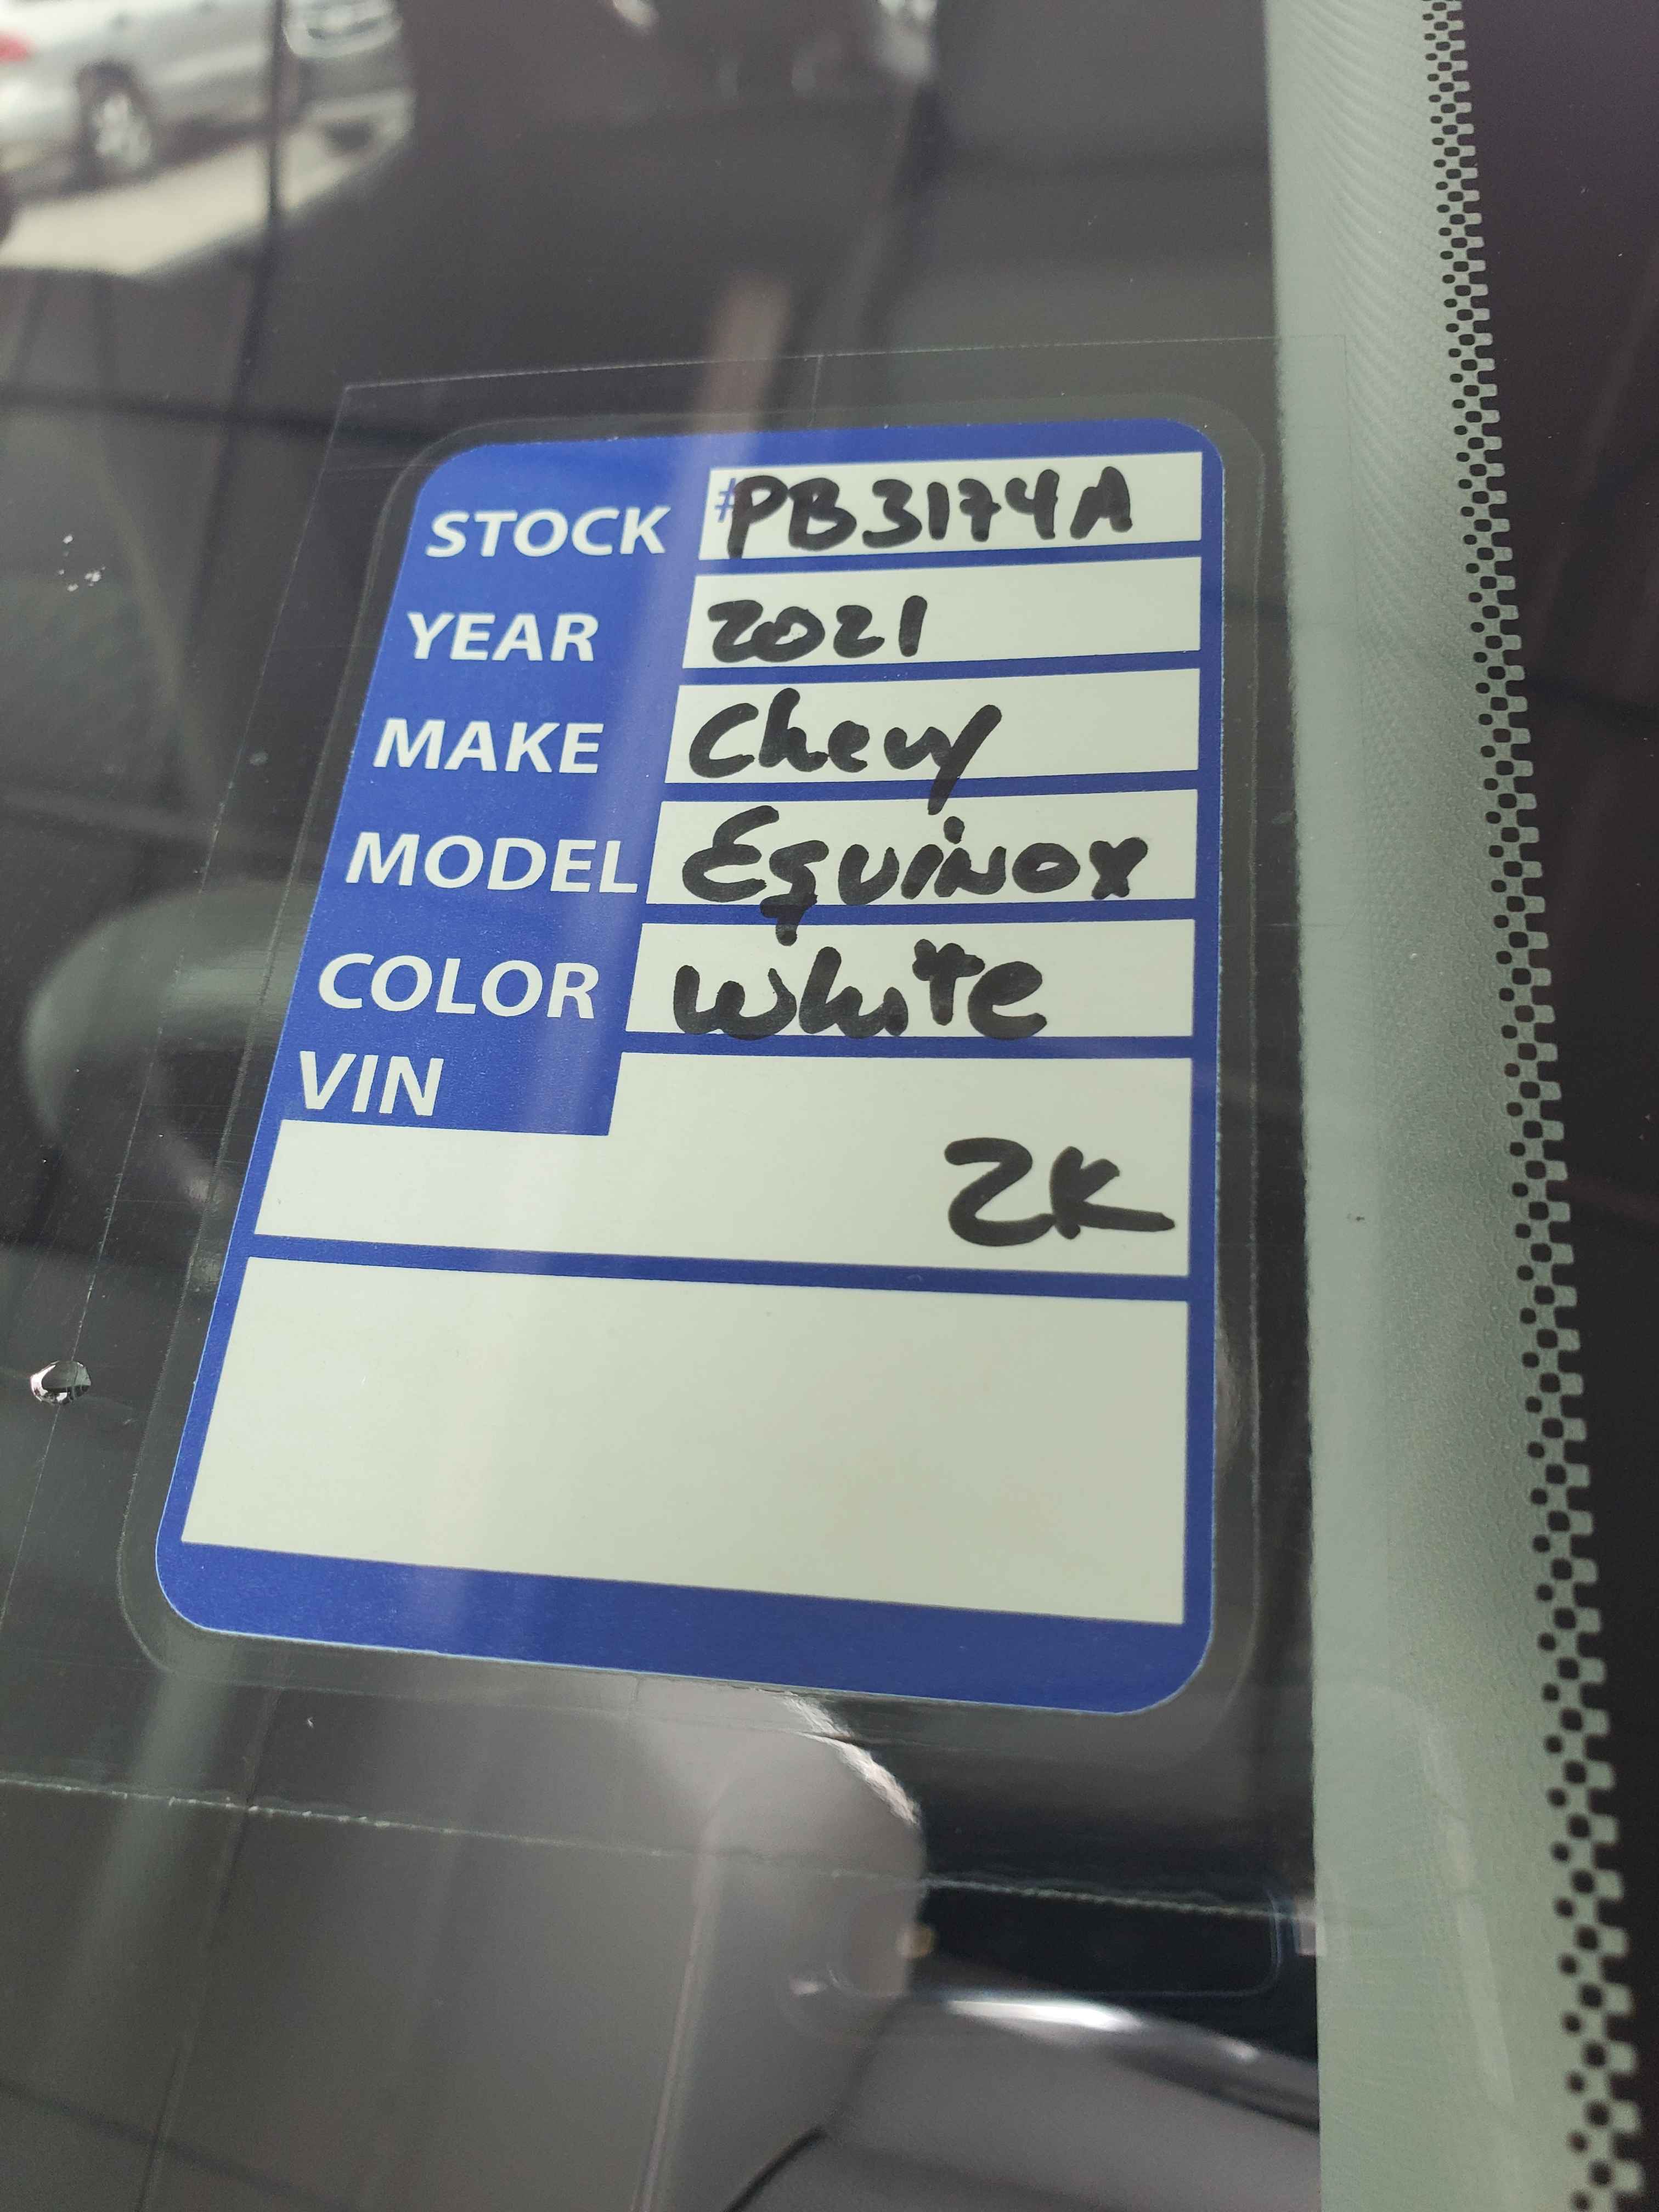 STOCK #PB3174A
YEAR 2021
MAKE Chevy
MODEL Equinox
COLOR White
VIN
2K